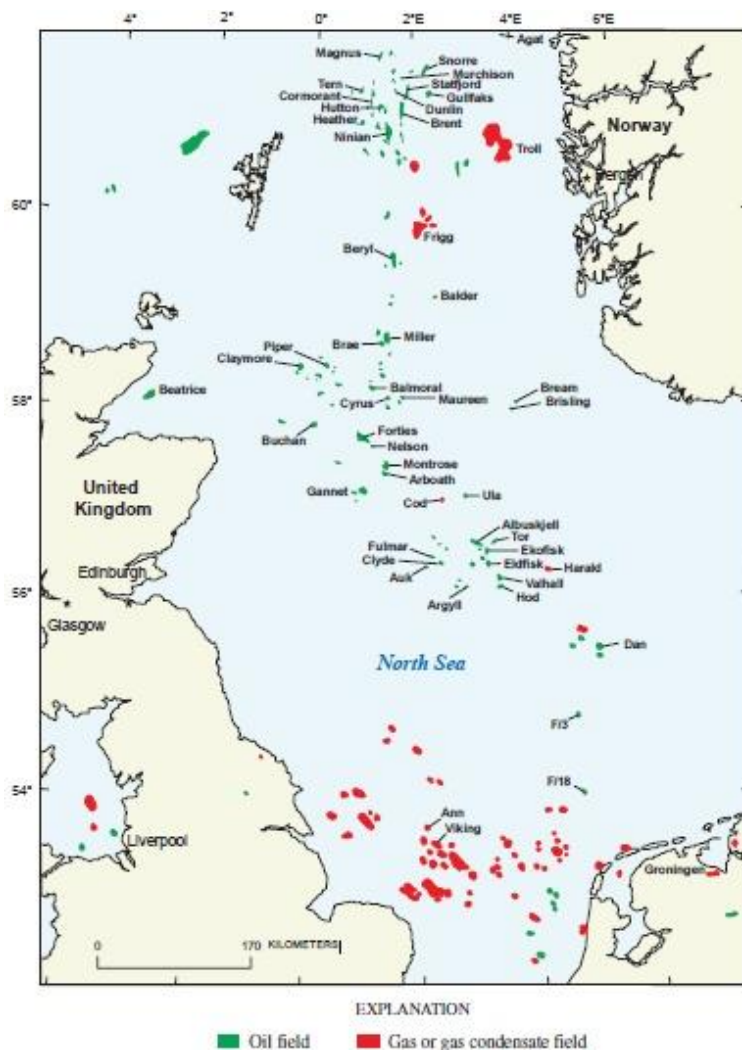 4° 0° 2°E 4°E 6°E
Agat
Magnus
Snorre
Murchison
Tern
Statfjord
Cormorant
Gullfaks
Hutton
Dunlin
Heather
Brent
Ninian
Norway
Troll
Bergen
60°
Frigg
Beryl
Balder
Piper
Miller
Brae
Claymore
Beatrice
Balmoral
Bream
58°
Cyrus
Maureen
Brisling
Buchan
Forties
Nelson
Montrose
Arboath
United
Kingdom
Gannet
Cod
Ula
Albuskjell
Tor
Fulmar
Ekofisk
Clyde
Eldfisk
Harald
Edinburgh
Auk
Valhall
56°
Argyll
Hod
Glasgow
Dan
North Sea
F/3
54°
F/18
Ann
Viking
Liverpool
Groningen
0 170 KILOMETERS
EXPLANATION
Oil field Gas or gas condensate field